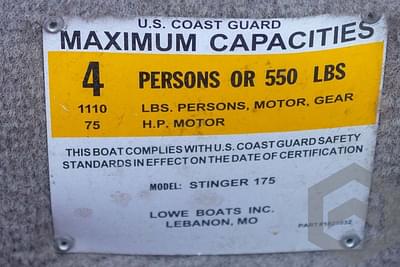 U.S. COAST GUARD
MAXIMUM CAPACITIES
4 PERSONS OR 550 LBS
1110 LBS. PERSONS, MOTOR, GEAR
75 H.P. MOTOR
THIS BOAT COMPLIES WITH U.S. COAST GUARD SAFETY
STANDARDS IN EFFECT ON THE DATE OF CERTIFICATION
MODEL: STINGER 175
LOWE BOATS INC.
LEBANON, MO